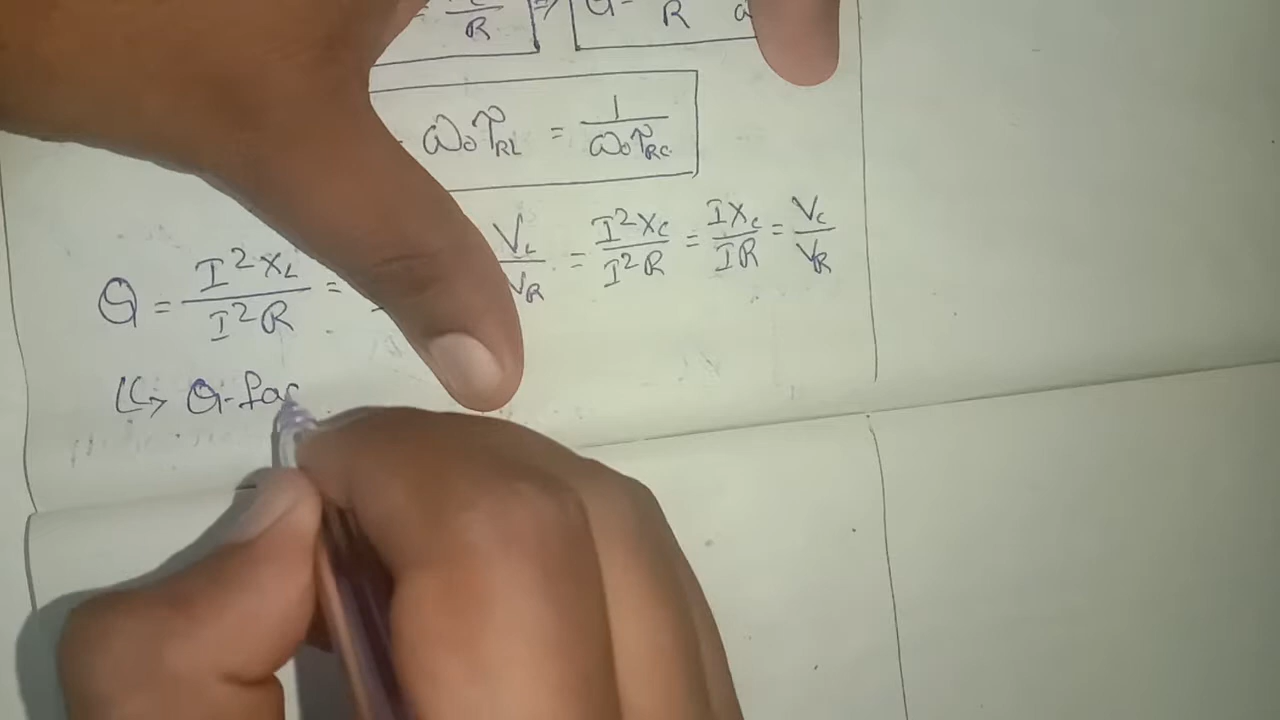 R ⇒ R
ω₀τ_RL = 1/ω₀τ_RC
Q = I²X_L/I²R = V_L/V_R = I²X_C/I²R = IX_C/IR = V_C/V_R
Q-fac